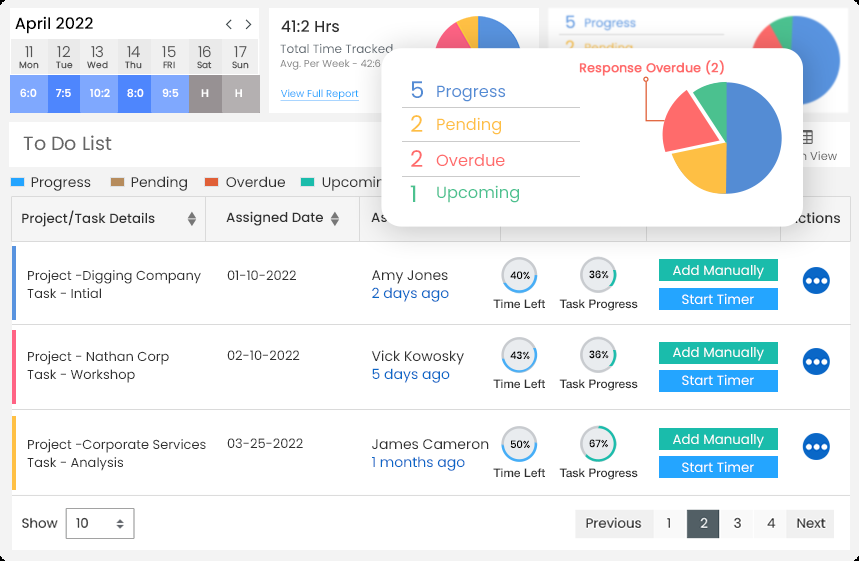 April 2022
11 12 13 14 15 16 17
Mon Tue Wed Thu FRI Sat Sun
6:0 7:5 10:2 8:0 9:5 H H
41:2 Hrs
Total Time Tracked
Avg. Per Week - 42:6
View Full Report
5 Progress
2 Pending
Response Overdue (2)
5 Progress
2 Pending
2 Overdue
1 Upcoming
To Do List
View
Progress Pending Overdue
Project/Task Details Assigned Date
Project -Digging Company
Task - Intial
01-10-2022
Amy Jones
2 days ago
40%
Time Left
36%
Task Progress
Add Manually
Start Timer
Project - Nathan Corp
Task - Workshop
02-10-2022
Vick Kowosky
5 days ago
43%
Time Left
36%
Task Progress
Add Manually
Start Timer
Project -Corporate Services
Task - Analysis
03-25-2022
James Cameron
1 months ago
50%
Time Left
67%
Task Progress
Add Manually
Start Timer
Show 10
Previous 1 2 3 4 Next